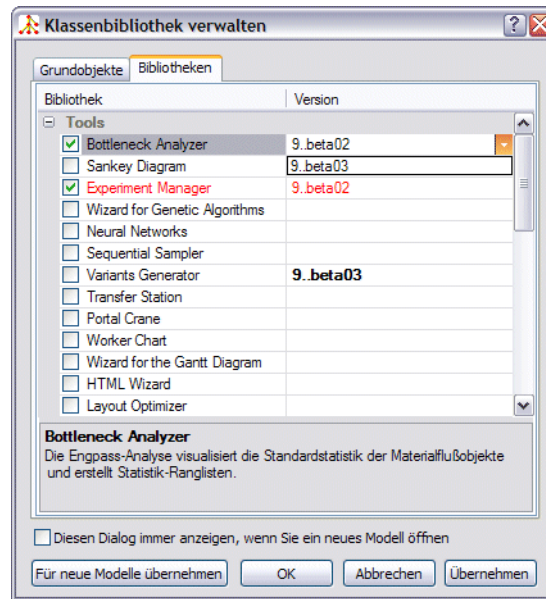 Klassenbibliothek verwalten
Grundobjekte Bibliotheken
Bibliothek Version
Tools
Bottleneck Analyzer 9..beta02
Sankey Diagram 9..beta03
Experiment Manager 9..beta02
Wizard for Genetic Algorithms
Neural Networks
Sequential Sampler
Variants Generator 9..beta03
Transfer Station
Portal Crane
Worker Chart
Wizard for the Gantt Diagram
HTML Wizard
Layout Optimizer
Bottleneck Analyzer
Die Engpass-Analyse visualisiert die Standardstatistik der Materialflußobjekte
und erstellt Statistik-Ranglisten.
Diesen Dialog immer anzeigen, wenn Sie ein neues Modell öffnen
Für neue Modelle übernehmen OK Abbrechen Übernehmen